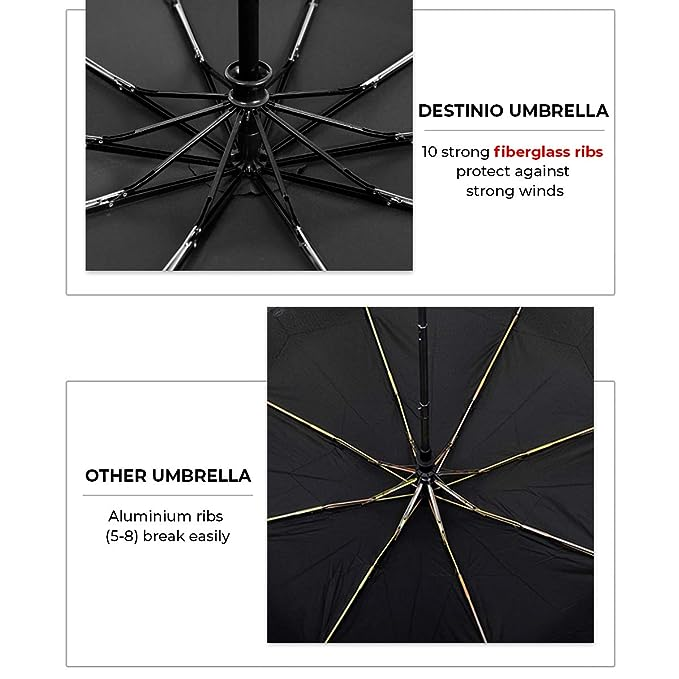 DESTINIO UMBRELLA
10 strong fiberglass ribs
protect against
strong winds
OTHER UMBRELLA
Aluminium ribs
(5-8) break easily